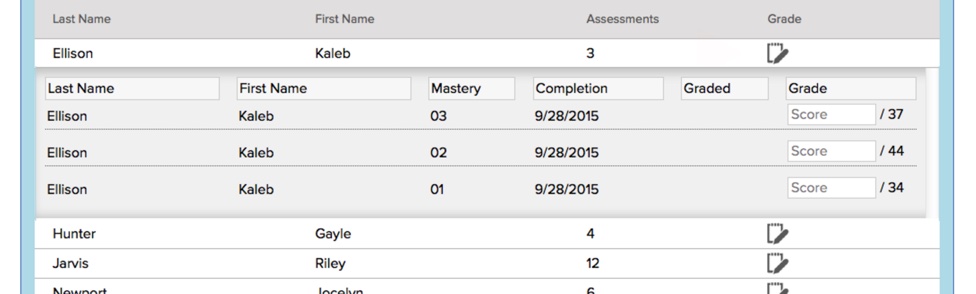 Last Name First Name Assessments Grade
Ellison Kaleb 3
Last Name First Name Mastery Completion Graded Grade
Ellison Kaleb 03 9/28/2015 Score / 37
Ellison Kaleb 02 9/28/2015 Score / 44
Ellison Kaleb 01 9/28/2015 Score / 34
Hunter Gayle 4
Jarvis Riley 12
Newport Jocelyn 6